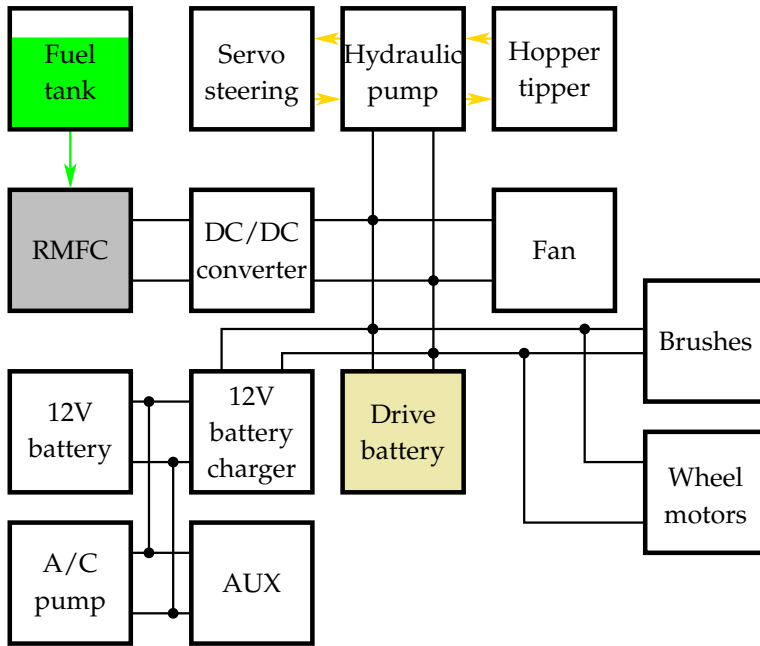 Fuel
tank
Servo
steering
Hydraulic
pump
Hopper
tipper
RMFC
DC/DC
converter
Fan
Brushes
12V
battery
12V
battery
charger
Drive
battery
Wheel
motors
A/C
pump
AUX